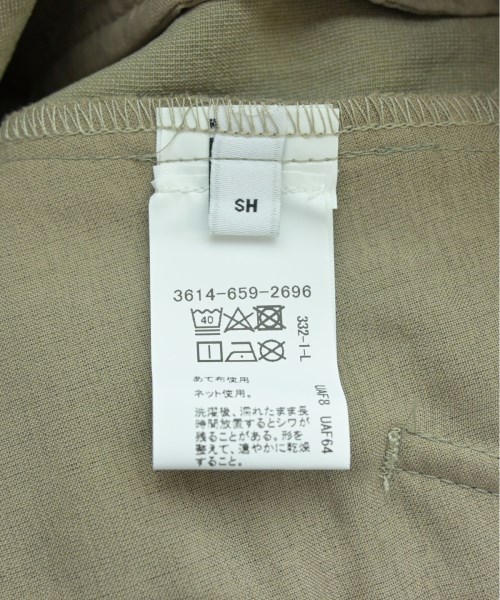 SH
3614-659-2696
40
332-I-L
あて布使用
ネット使用。
洗濯後、濡れたまま長
時間放置するとシワが
残ることがある。形を
整えて、速やかに乾燥
すること。
UAF8 UAF64